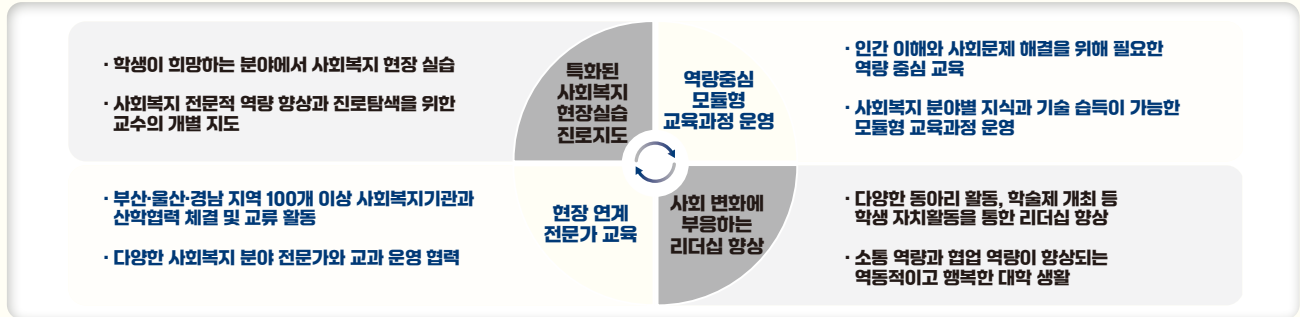 · 학생이 희망하는 분야에서 사회복지 현장 실습
· 사회복지 전문적 역량 향상과 진로탐색을 위한
교수의 개별 지도
특화된
사회복지
현장실습
진로지도
역량중심
모듈형
교육과정 운영
· 인간 이해와 사회문제 해결을 위해 필요한
역량 중심 교육
· 사회복지 분야별 지식과 기술 습득이 가능한
모듈형 교육과정 운영
· 부산·울산·경남 지역 100개 이상 사회복지기관과
산학협력 체결 및 교류 활동
· 다양한 사회복지 분야 전문가와 교과 운영 협력
현장 연계
전문가 교육
사회 변화에
부응하는
리더십 향상
· 다양한 동아리 활동, 학술제 개최 등
학생 자치활동을 통한 리더십 향상
· 소통 역량과 협업 역량이 향상되는
역동적이고 행복한 대학 생활